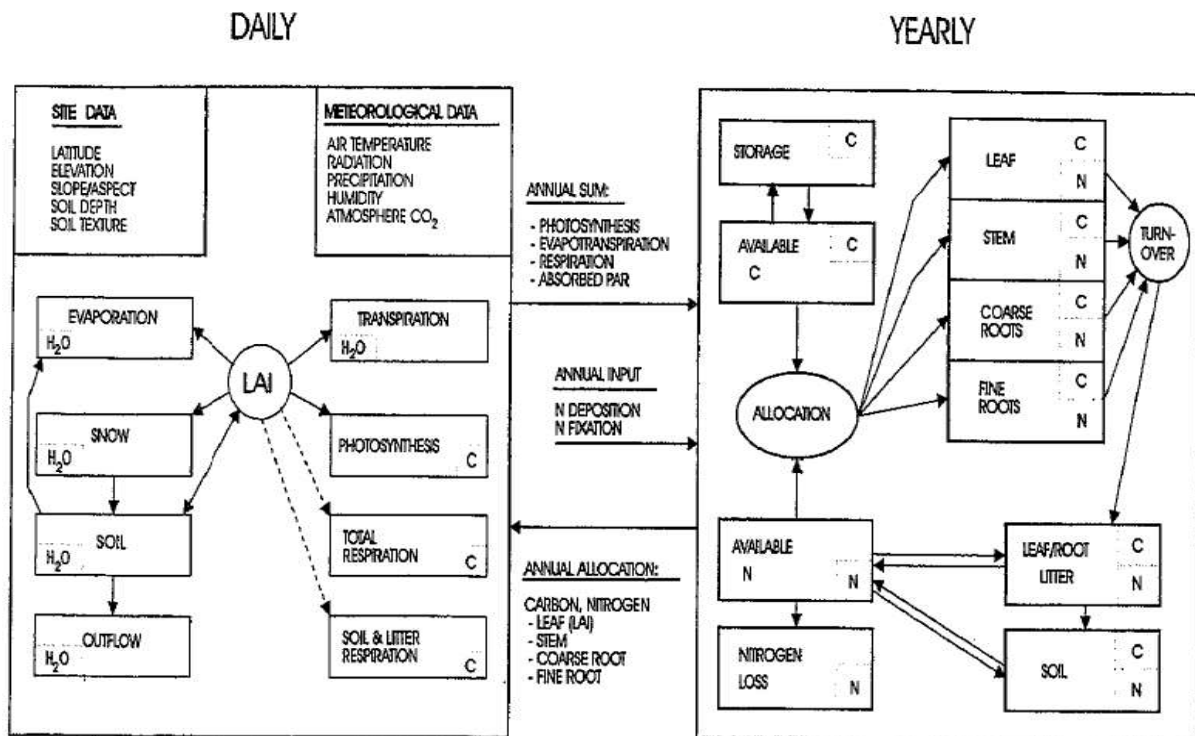 DAILY
YEARLY
SITE DATA
LATITUDE
ELEVATION
SLOPE/ASPECT
SOIL DEPTH
SOIL TEXTURE
METEOROLOGICAL DATA
AIR TEMPERATURE
RADIATION
PRECIPITATION
HUMIDITY
ATMOSPHERE CO₂
EVAPORATION
H₂O
TRANSPIRATION
H₂O
LAI
SNOW
H₂O
PHOTOSYNTHESIS
C
SOIL
H₂O
TOTAL
RESPIRATION
C
OUTFLOW
H₂O
SOIL & LITTER
RESPIRATION
C
ANNUAL SUM:
- PHOTOSYNTHESIS
- EVAPOTRANSPIRATION
- RESPIRATION
- ABSORBED PAR
ANNUAL INPUT
N DEPOSITION
N FIXATION
ANNUAL ALLOCATION:
CARBON, NITROGEN
- LEAF (LAI)
- STEM
- COARSE ROOT
- FINE ROOT
STORAGE
C
AVAILABLE
C
C
ALLOCATION
LEAF
C
N
STEM
C
N
COARSE
ROOTS
C
N
FINE
ROOTS
C
N
TURN-
OVER
AVAILABLE
N
N
LEAF/ROOT
LITTER
C
N
NITROGEN
LOSS
N
SOIL
C
N